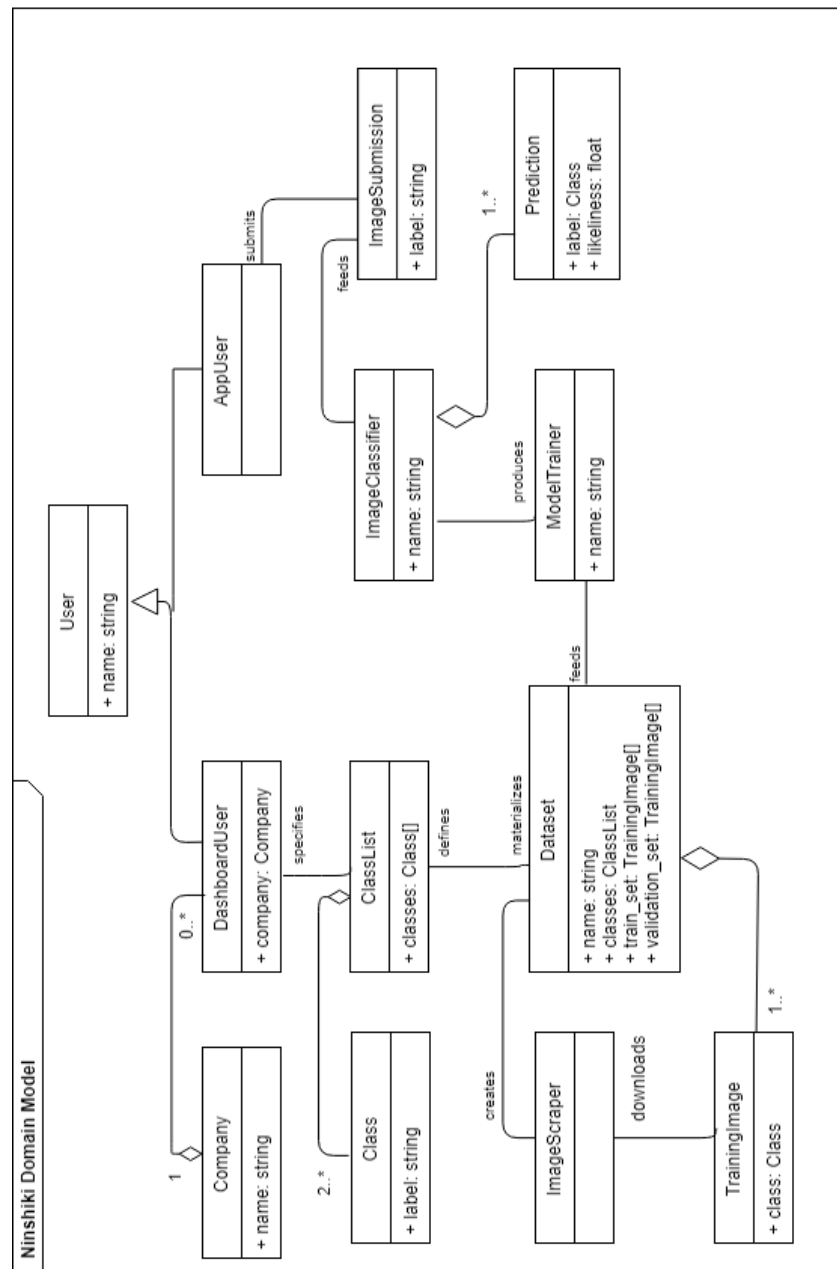 Ninshiki Domain Model
User
+ name: string
1
0..*
Company
+ name: string
DashboardUser
+ company: Company
AppUser
specifies
submits
2..*
Class
+ label: string
ClassList
+ classes: Class[]
ImageClassifier
+ name: string
feeds
ImageSubmission
+ label: string
defines
materializes
creates
produces
1..*
ImageScraper
Dataset
+ name: string
+ classes: ClassList
+ train_set: TrainingImage[]
+ validation_set: TrainingImage[]
feeds
ModelTrainer
+ name: string
Prediction
+ label: Class
+ likeliness: float
downloads
1..*
TrainingImage
+ class: Class